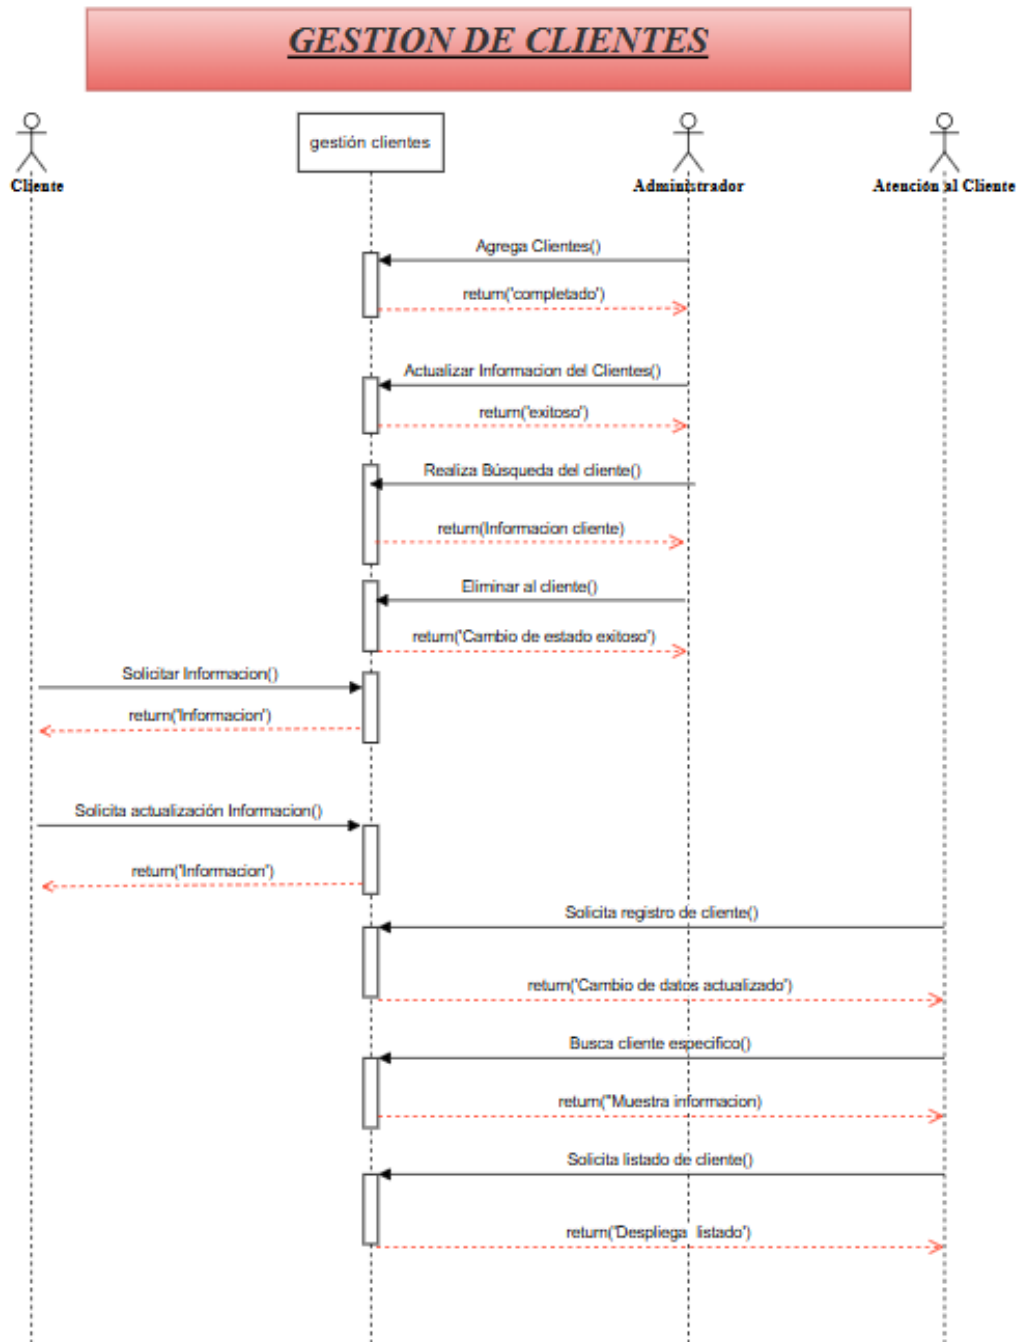 GESTION DE CLIENTES
gestión clientes
Cliente
Administrador
Atención al Cliente
Agrega Clientes()
return('completado')
Actualizar Informacion del Clientes()
return('exitoso')
Realiza Búsqueda del cliente()
return(Informacion cliente)
Eliminar al cliente()
return('Cambio de estado exitoso')
Solicitar Informacion()
return('Informacion')
Solicita actualización Informacion()
return('Informacion')
Solicita registro de cliente()
return('Cambio de datos actualizado')
Busca cliente especifico()
return("Muestra informacion)
Solicita listado de cliente()
return('Despliega listado')